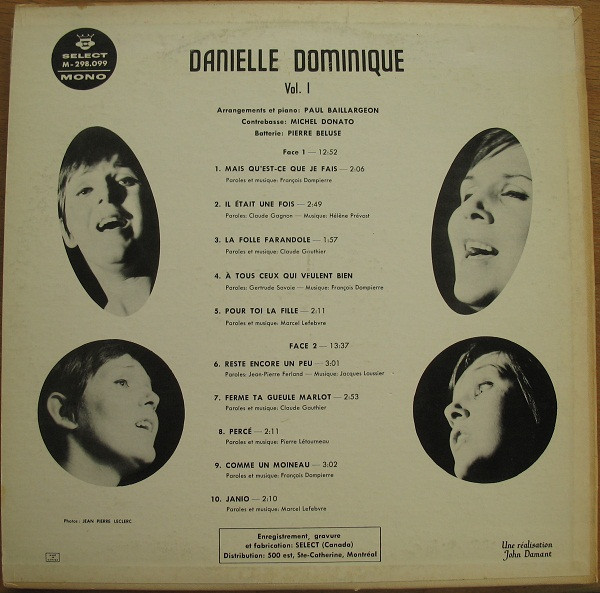 SELECT
M-298.099
MONO
DANIELLE DOMINIQUE
Vol. I
Arrangements et piano: PAUL BAILLARGEON
Contrebasse: MICHEL DONATO
Batterie: PIERRE BELUSE
Face 1 — 12:52
1. MAIS QU'EST-CE QUE JE FAIS — 2:06
Paroles et musique: François Dompierre
2. IL ÉTAIT UNE FOIS — 2:49
Paroles: Claude Gagnon — Musique: Hélène Prévost
3. LA FOLLE FARANDOLE — 1:57
Paroles et musique: Claude Gauthier
4. À TOUS CEUX QUI VEULENT BIEN
Paroles: Gertrude Savoie — Musique: François Dompierre
5. POUR TOI LA FILLE — 2:11
Paroles et musique: Marcel Lefebvre
FACE 2 — 13:37
6. RESTE ENCORE UN PEU — 3:01
Paroles: Jean-Pierre Ferland — Musique: Jacques Loussier
7. FERME TA GUEULE MARLOT — 2:53
Paroles et musique: Claude Gauthier
8. PERCÉ — 2:11
Paroles et musique: Pierre Létourneau
9. COMME UN MOINEAU — 3:02
Paroles et musique: François Dompierre
10. JANIO — 2:10
Paroles et musique: Marcel Lefebvre
Photos: JEAN PIERRE LECLERC
Enregistrement, gravure
et fabrication: SELECT (Canada)
Distribution: 500 est, Ste-Catherine, Montréal
Une réalisation
John Damant